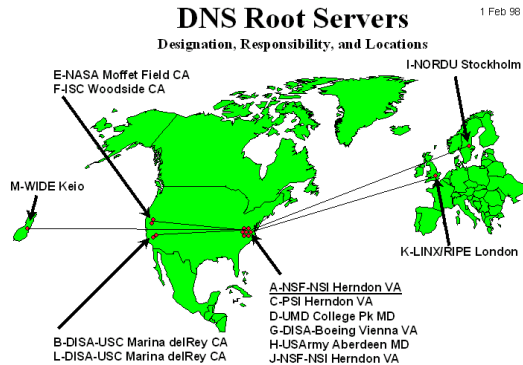 DNS Root Servers
1 Feb 98
Designation, Responsibility, and Locations
E-NASA Moffet Field CA
F-ISC Woodside CA
I-NORDU Stockholm
M-WIDE Keio
K-LINX/RIPE London
A-NSF-NSI Herndon VA
C-PSI Herndon VA
D-UMD College Pk MD
G-DISA-Boeing Vienna VA
H-USArmy Aberdeen MD
J-NSF-NSI Herndon VA
B-DISA-USC Marina delRey CA
L-DISA-USC Marina delRey CA